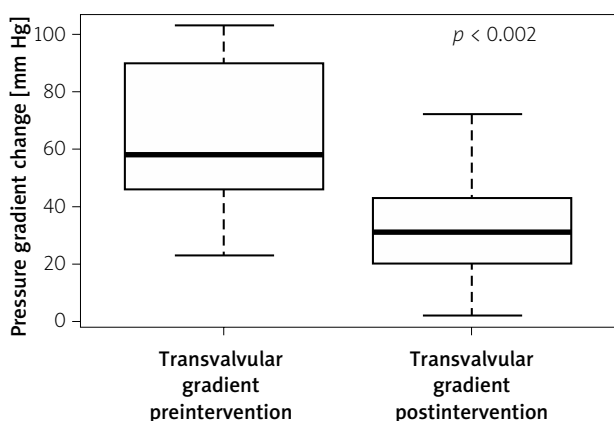 Pressure gradient change [mm Hg]
100
80
60
40
20
0
p < 0.002
Transvalvular
gradient
preintervention
Transvalvular
gradient
postintervention